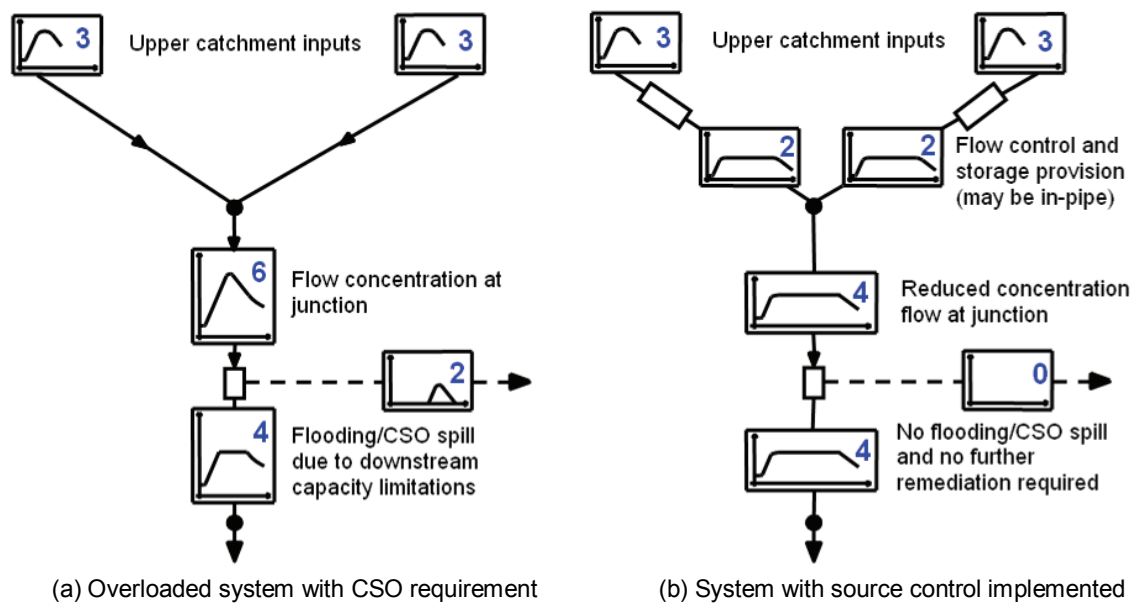 3
Upper catchment inputs
3
6
Flow concentration at
junction
2
4
Flooding/CSO spill
due to downstream
capacity limitations
(a) Overloaded system with CSO requirement
3
Upper catchment inputs
3
2
2
Flow control and
storage provision
(may be in-pipe)
4
Reduced concentration
flow at junction
0
4
No flooding/CSO spill
and no further
remediation required
(b) System with source control implemented